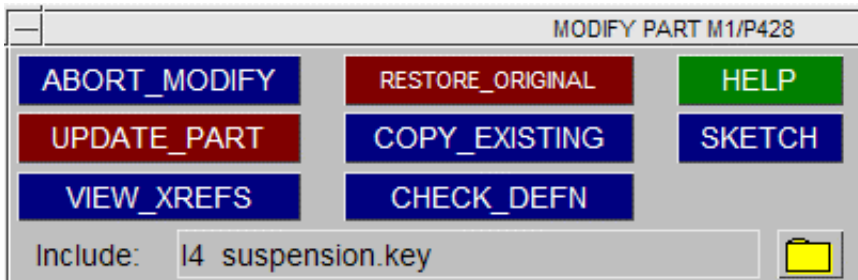 MODIFY PART M1/P428
ABORT_MODIFY RESTORE_ORIGINAL HELP
UPDATE_PART COPY_EXISTING SKETCH
VIEW_XREFS CHECK_DEFN
Include: I4 suspension.key